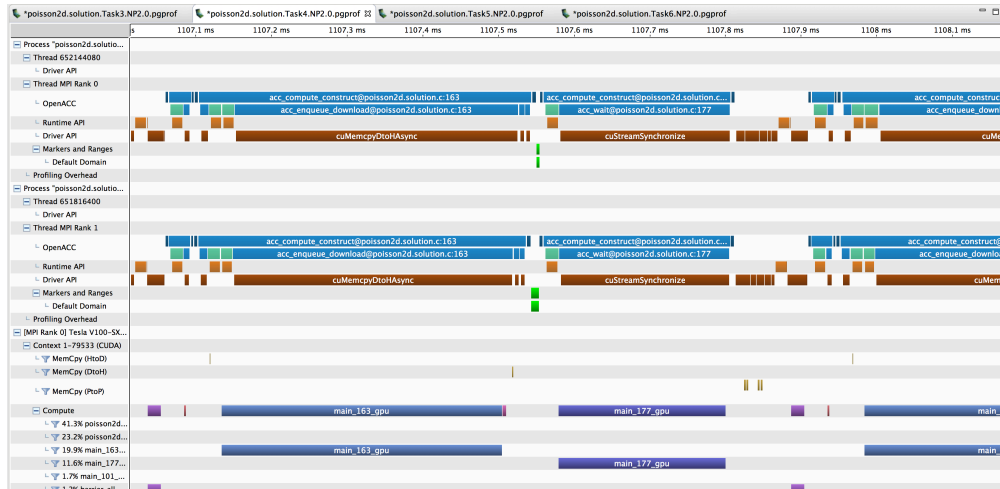 *poisson2d.solution.Task3.NP2.0.pgprof *poisson2d.solution.Task4.NP2.0.pgprof *poisson2d.solution.Task5.NP2.0.pgprof *poisson2d.solution.Task6.NP2.0.pgprof
s 1107.1 ms 1107.2 ms 1107.3 ms 1107.4 ms 1107.5 ms 1107.6 ms 1107.7 ms 1107.8 ms 1107.9 ms 1108 ms 1108.1 ms
Process "poisson2d.solutio...
Thread 652144080
Driver API
Thread MPI Rank 0
acc_compute_construct@poisson2d.solution.c:163 acc_compute_construct@poisson2d.solution.c... acc_compute_construc
OpenACC
acc_enqueue_download@poisson2d.solution.c:163 acc_wait@poisson2d.solution.c:177 acc_enqueue_down
Runtime API
Driver API cuMemcpyDtoHAsync cuStreamSynchronize cuMe
Markers and Ranges
Default Domain
Profiling Overhead
Process "poisson2d.solutio...
Thread 651816400
Driver API
Thread MPI Rank 1
acc_compute_construct@poisson2d.solution.c:163 acc_compute_construct@poisson2d.solution.c... acc_compute_const
OpenACC
acc_enqueue_download@poisson2d.solution.c:163 acc_wait@poisson2d.solution.c:177 acc_enqueue_downloa
Runtime API
Driver API cuMemcpyDtoHAsync cuStreamSynchronize cuMem
Markers and Ranges
Default Domain
Profiling Overhead
[MPI Rank 0] Tesla V100-SX...
Context 1-79533 (CUDA)
MemCpy (HtoD)
MemCpy (DtoH)
MemCpy (PtoP)
Compute main_163_gpu main_177_gpu main_
41.3% poisson2d...
23.2% poisson2d...
19.9% main_163... main_163_gpu main_
11.6% main_177... main_177_gpu
1.7% main_101_...